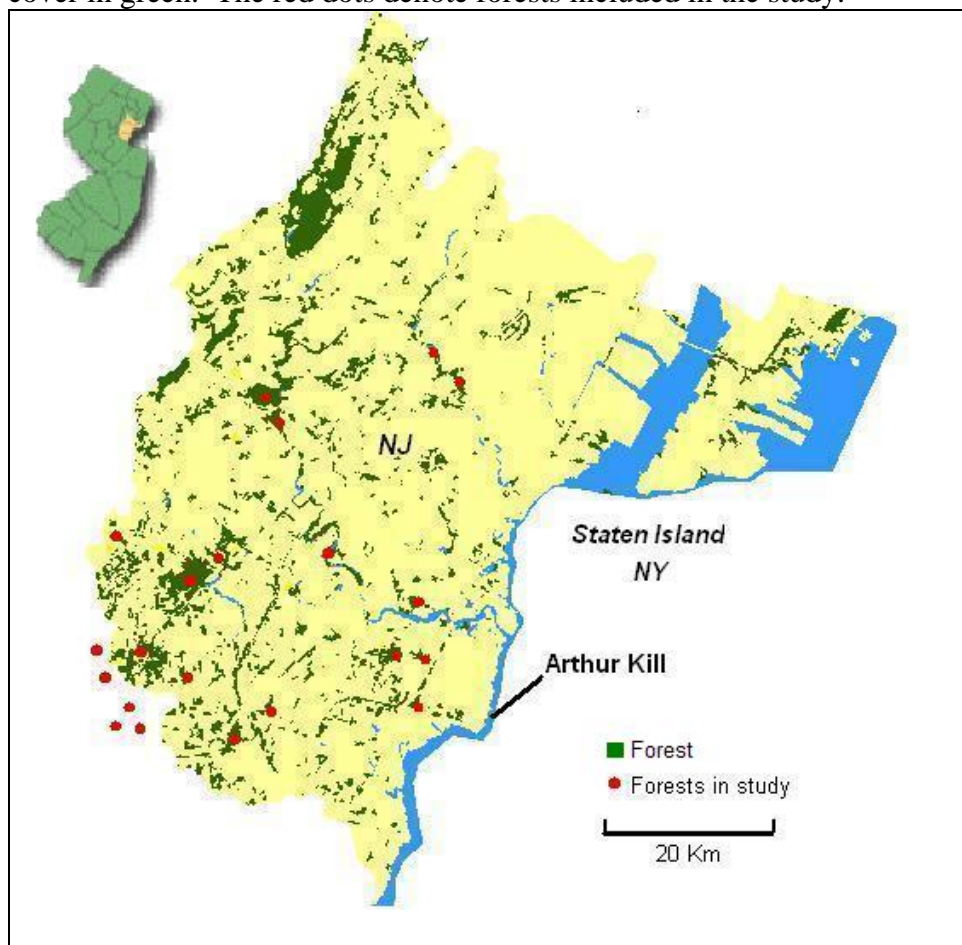 cover in green. The red dots denote forests included in the study.
NJ
Staten Island
NY
Arthur Kill
Forest
Forests in study
20 Km